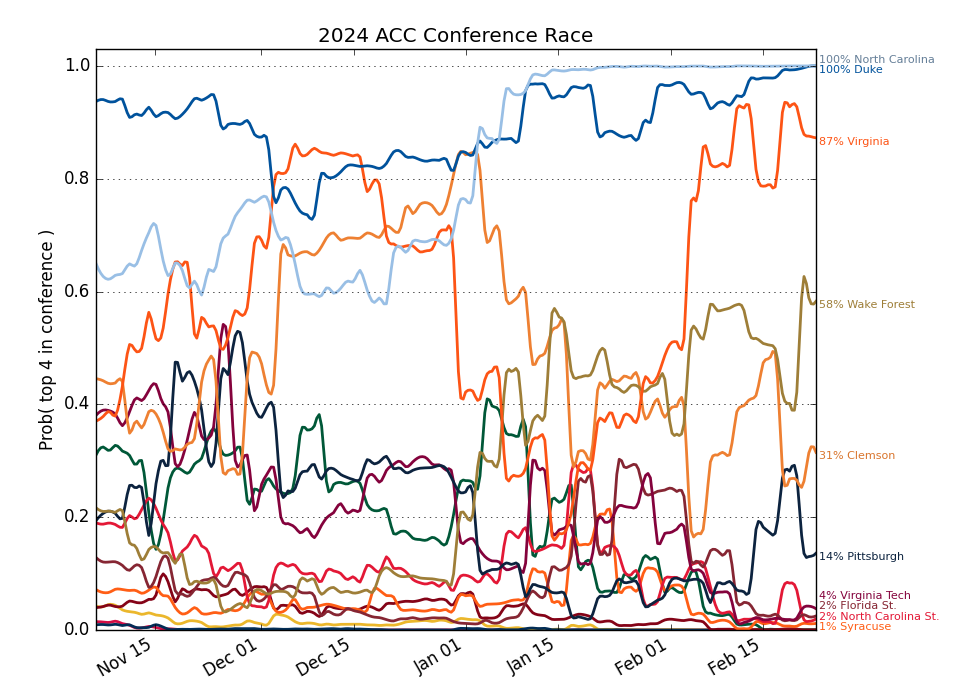 2024 ACC Conference Race
Prob( top 4 in conference )
1.0
0.8
0.6
0.4
0.2
0.0
Nov 15
Dec 01
Dec 15
Jan 01
Jan 15
Feb 01
Feb 15
100% North Carolina
100% Duke
87% Virginia
58% Wake Forest
31% Clemson
14% Pittsburgh
4% Virginia Tech
2% Florida St.
2% North Carolina St.
1% Syracuse